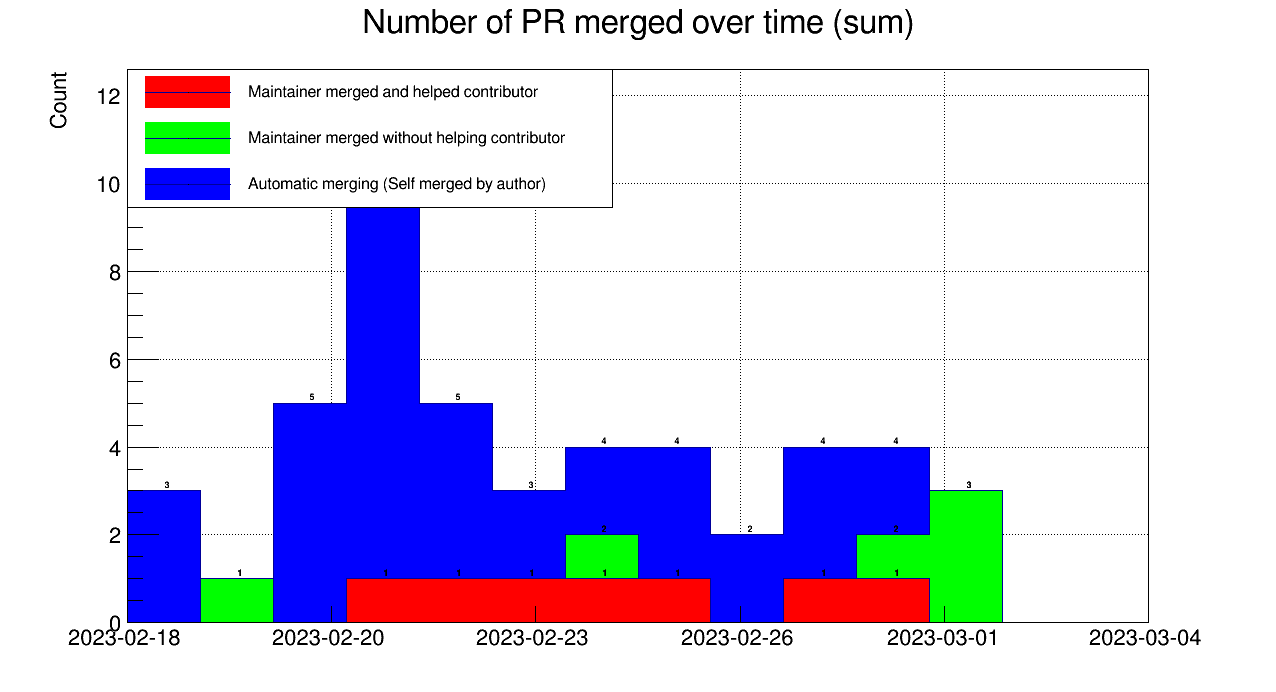 Number of PR merged over time (sum)
Count
Maintainer merged and helped contributor
Maintainer merged without helping contributor
Automatic merging (Self merged by author)
12
10
8
6
4
2
0
5 5
4 4 4 4
3 3 3
2 2 2
1 1 1 1 1 1 1 1
2023-02-18 2023-02-20 2023-02-23 2023-02-26 2023-03-01 2023-03-04